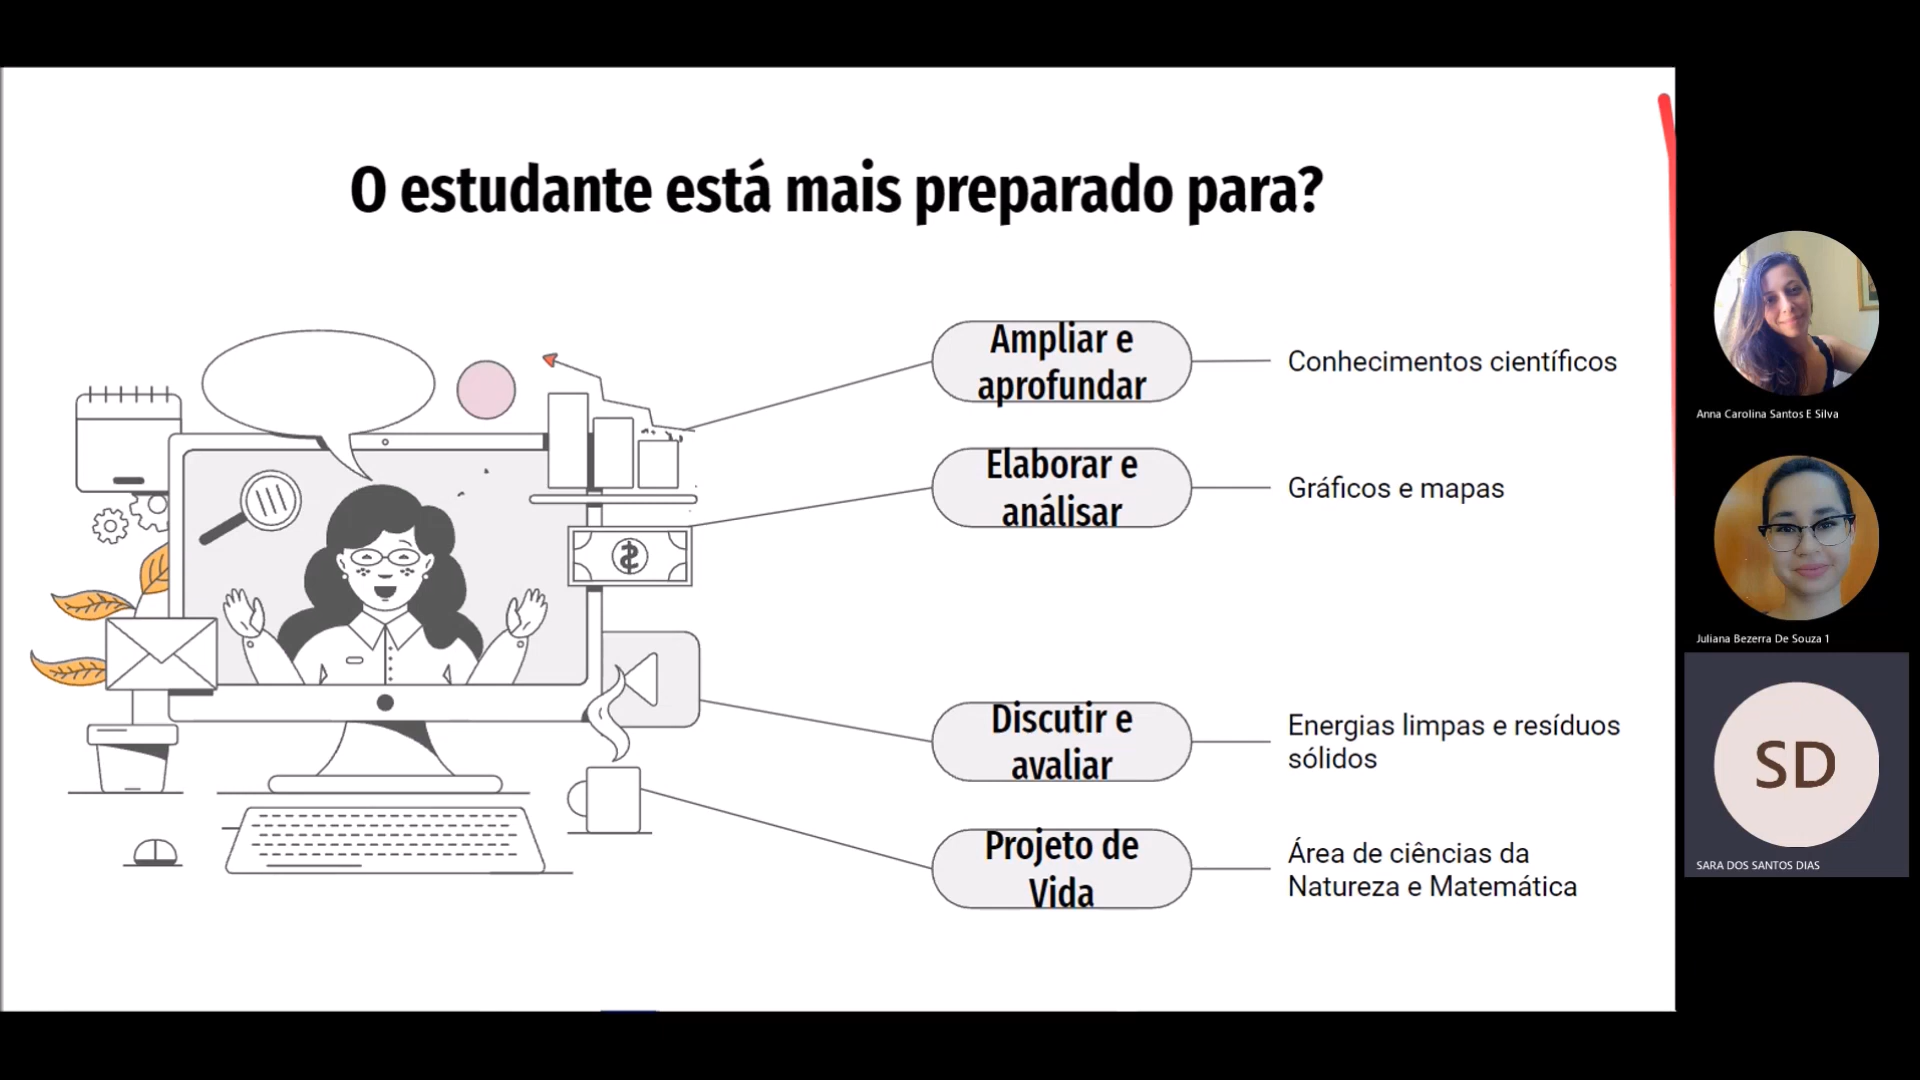 O estudante está mais preparado para?
Ampliar e
aprofundar
Conhecimentos científicos
Elaborar e
análisar
Gráficos e mapas
Discutir e
avaliar
Energias limpas e resíduos
sólidos
Projeto de
Vida
Área de ciências da
Natureza e Matemática
Anna Carolina Santos E Silva
Juliana Bezerra De Souza 1
SD
SARA DOS SANTOS DIAS